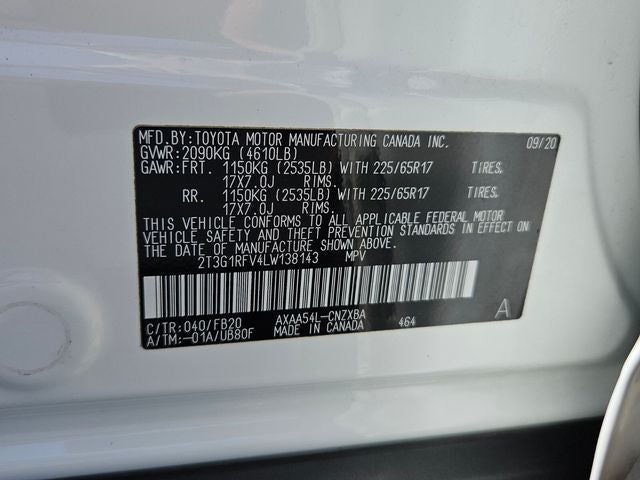 MFD.BY:TOYOTA MOTOR MANUFACTURING CANADA INC. 09/20
GVWR:2090KG (4610LB)
GAWR:FRT. 1150KG (2535LB) WITH 225/65R17 TIRES.
17X7.0J RIMS.
RR. 1150KG (2535LB) WITH 225/65R17 TIRES.
17X7.0J RIMS.
THIS VEHICLE CONFORMS TO ALL APPLICABLE FEDERAL MOTOR
VEHICLE SAFETY AND THEFT PREVENTION STANDARDS IN EFFECT ON
THE DATE OF MANUFACTURE SHOWN ABOVE.
2T3G1RFV4LW138143 MPV
C/TR:040/FB20 AXAA54L-CNZXBA A
A/TM:-01A/UB80F MADE IN CANADA 464